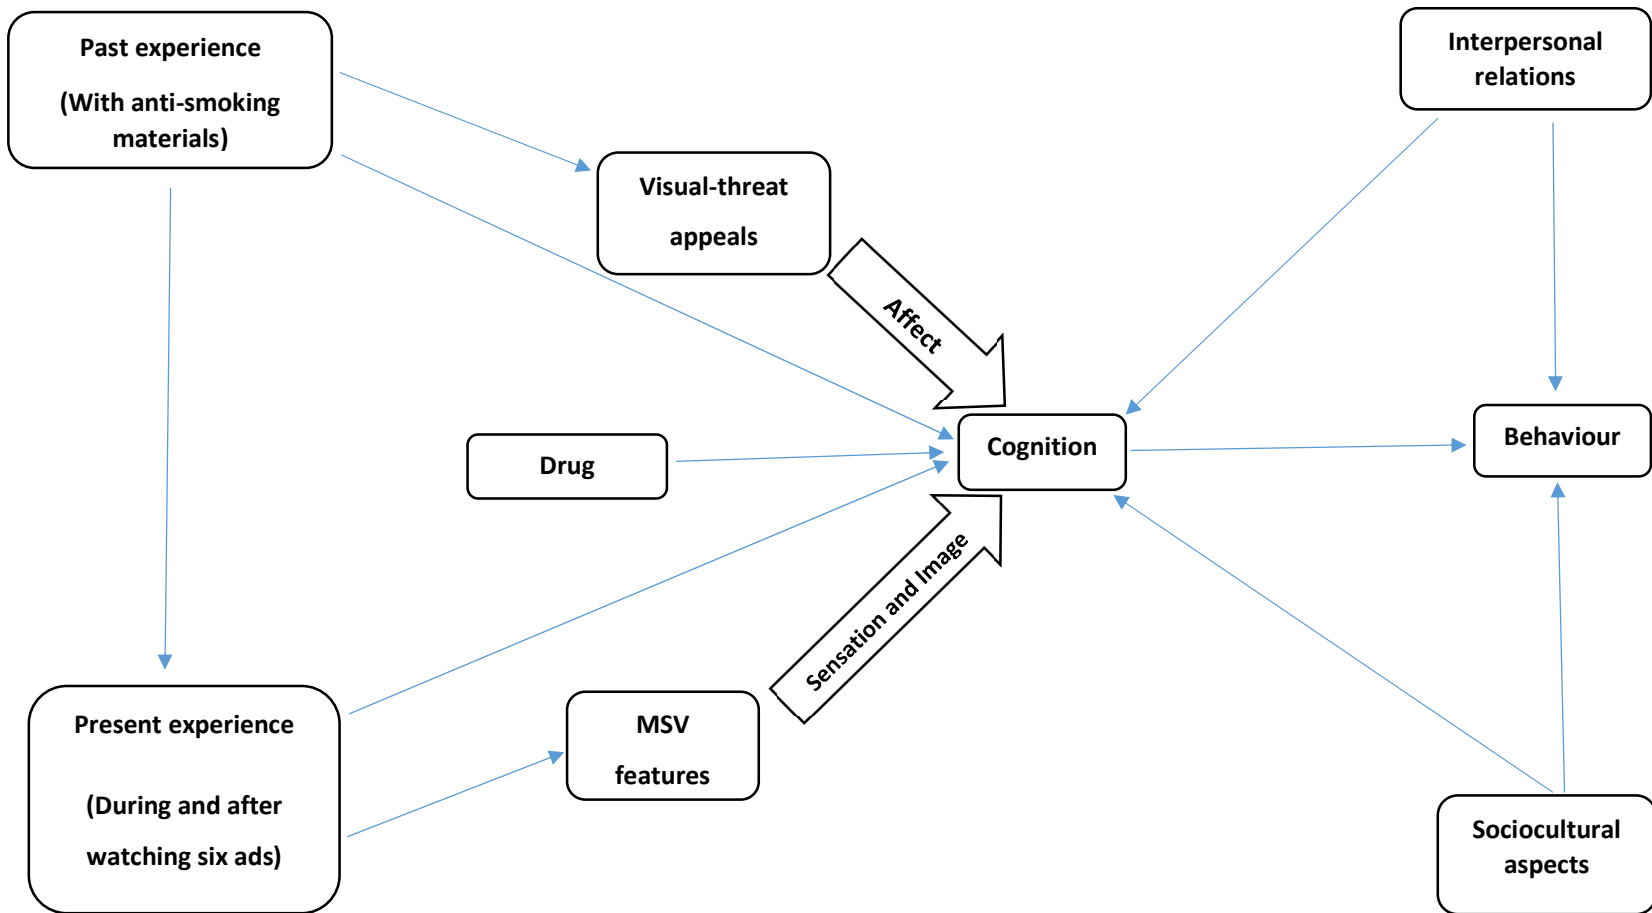 Past experience
(With anti-smoking
materials)
Interpersonal
relations
Visual-threat
appeals
Affect
Drug
Cognition
Behaviour
Sensation and Image
Present experience
(During and after
watching six ads)
MSV
features
Sociocultural
aspects